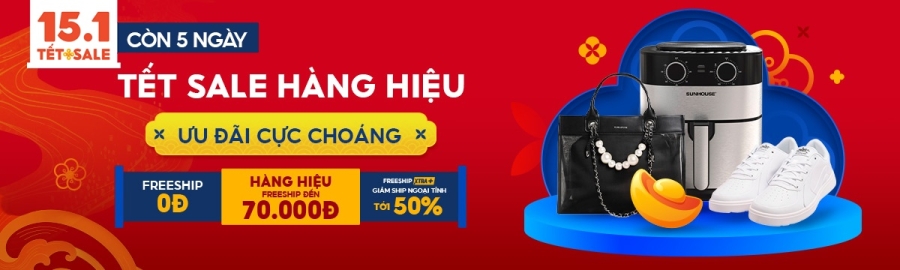 15.1
TẾT SALE
CÒN 5 NGÀY
TẾT SALE HÀNG HIỆU
ƯU ĐÃI CỰC CHOÁNG
FREESHIP
0Đ
HÀNG HIỆU
FREESHIP ĐẾN
70.000Đ
FREESHIP XTRA+
GIẢM SHIP NGOẠI TỈNH
TỚI 50%
SUNHOUSE